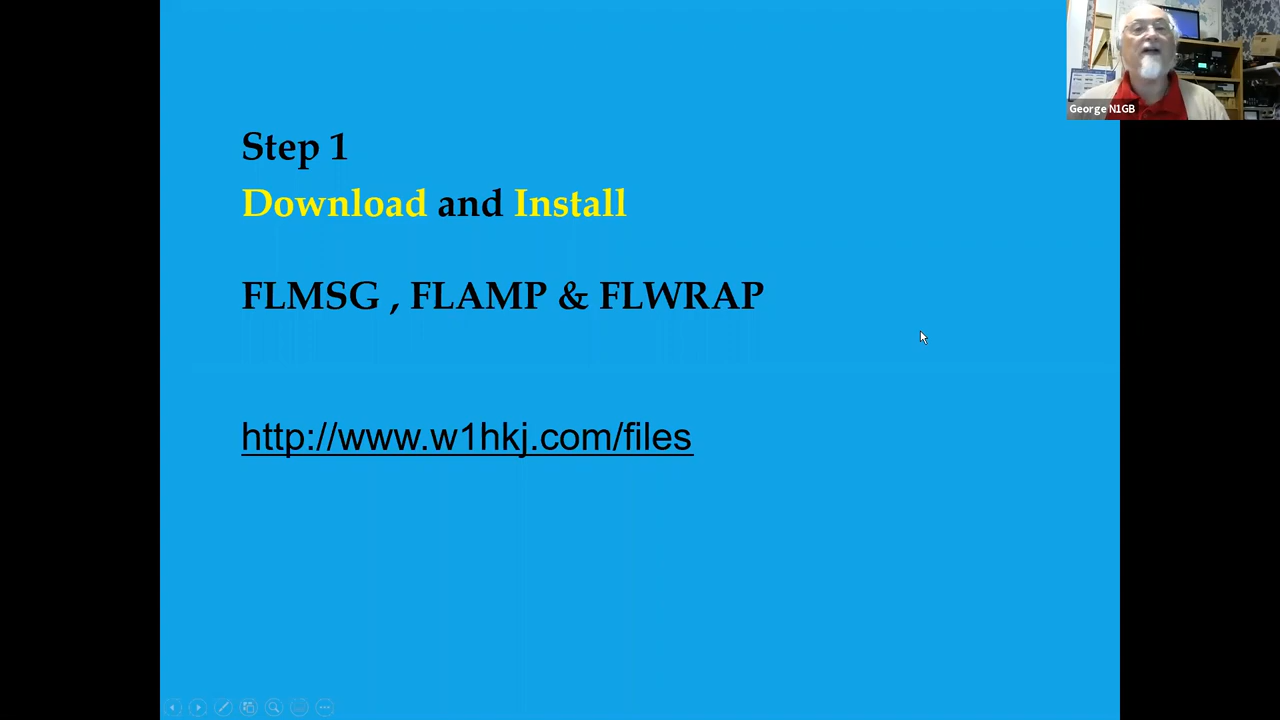 Step 1
Download and Install
FLMSG , FLAMP & FLWRAP
http://www.w1hkj.com/files
George N1GB